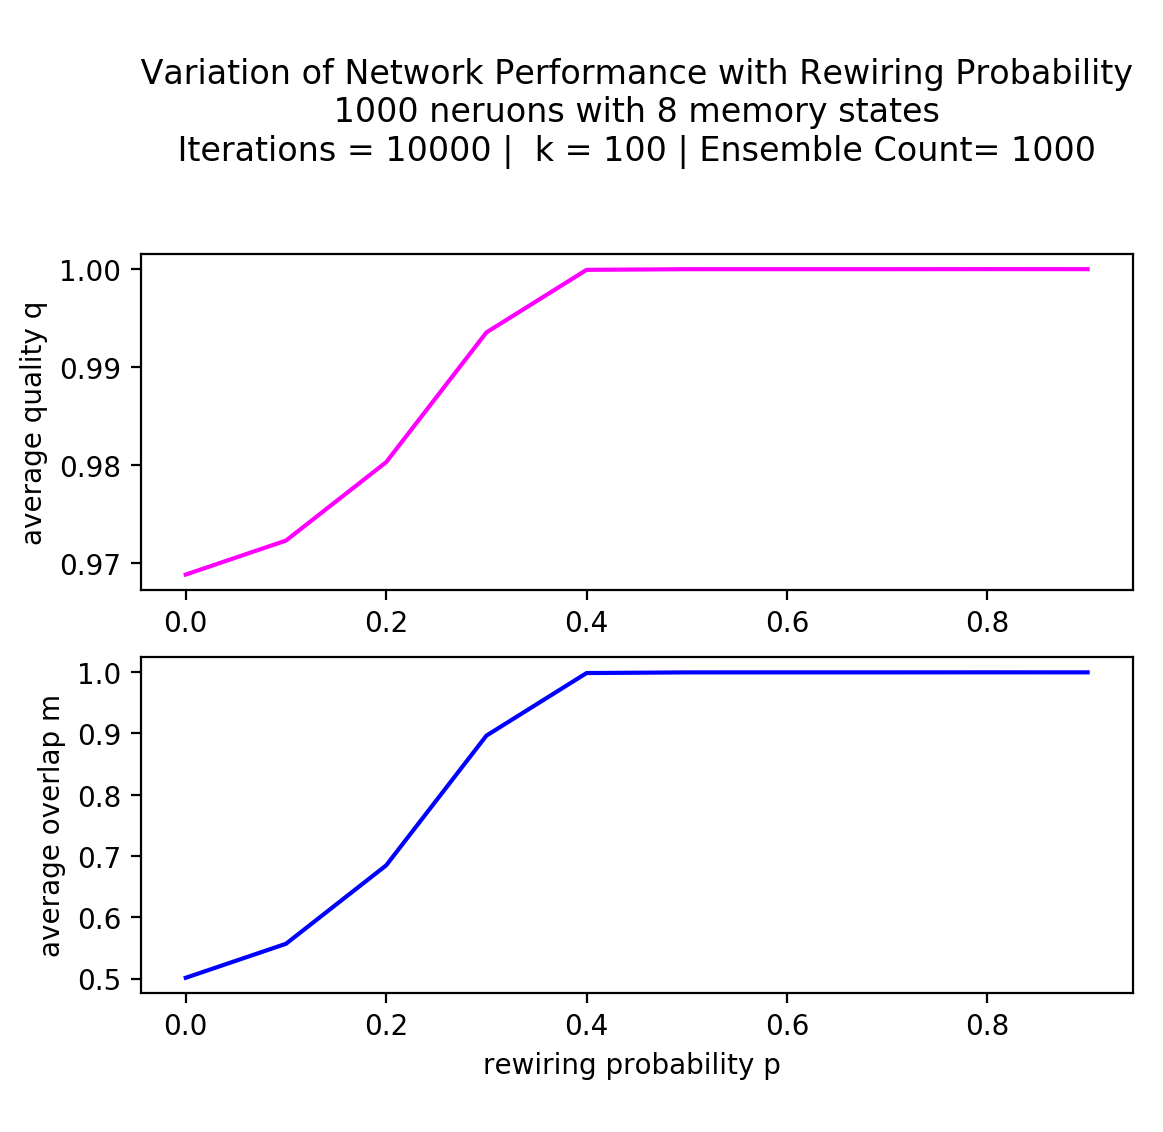 Variation of Network Performance with Rewiring Probability
1000 neruons with 8 memory states
Iterations = 10000 |  k = 100 | Ensemble Count= 1000
average quality q
1.00
0.99
0.98
0.97
0.0 0.2 0.4 0.6 0.8
average overlap m
1.0
0.9
0.8
0.7
0.6
0.5
0.0 0.2 0.4 0.6 0.8
rewiring probability p